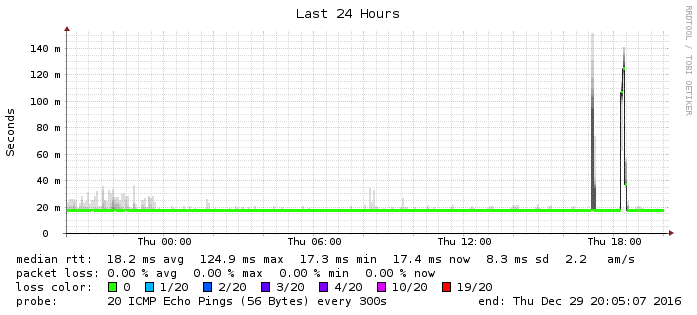 Last 24 Hours
RRDTOOL / TOBI OETIKER
Seconds
140 m
120 m
100 m
80 m
60 m
40 m
20 m
0
Thu 00:00 Thu 06:00 Thu 12:00 Thu 18:00
median rtt: 18.2 ms avg 124.9 ms max 17.3 ms min 17.4 ms now 8.3 ms sd 2.2 am/s
packet loss: 0.00 % avg 0.00 % max 0.00 % min 0.00 % now
loss color: 0 1/20 2/20 3/20 4/20 10/20 19/20
probe: 20 ICMP Echo Pings (56 Bytes) every 300s end: Thu Dec 29 20:05:07 2016